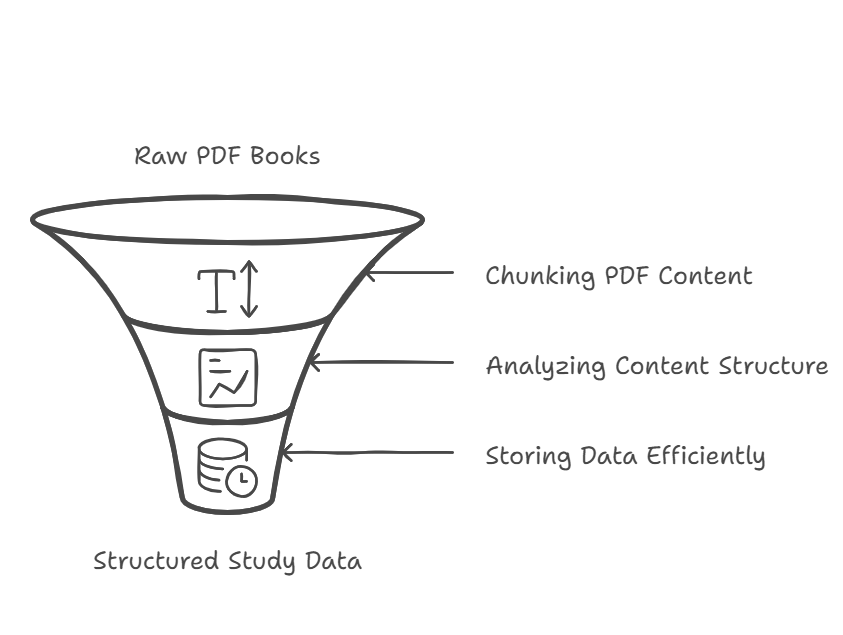 Raw PDF Books
Chunking PDF Content
Analyzing Content Structure
Storing Data Efficiently
Structured Study Data